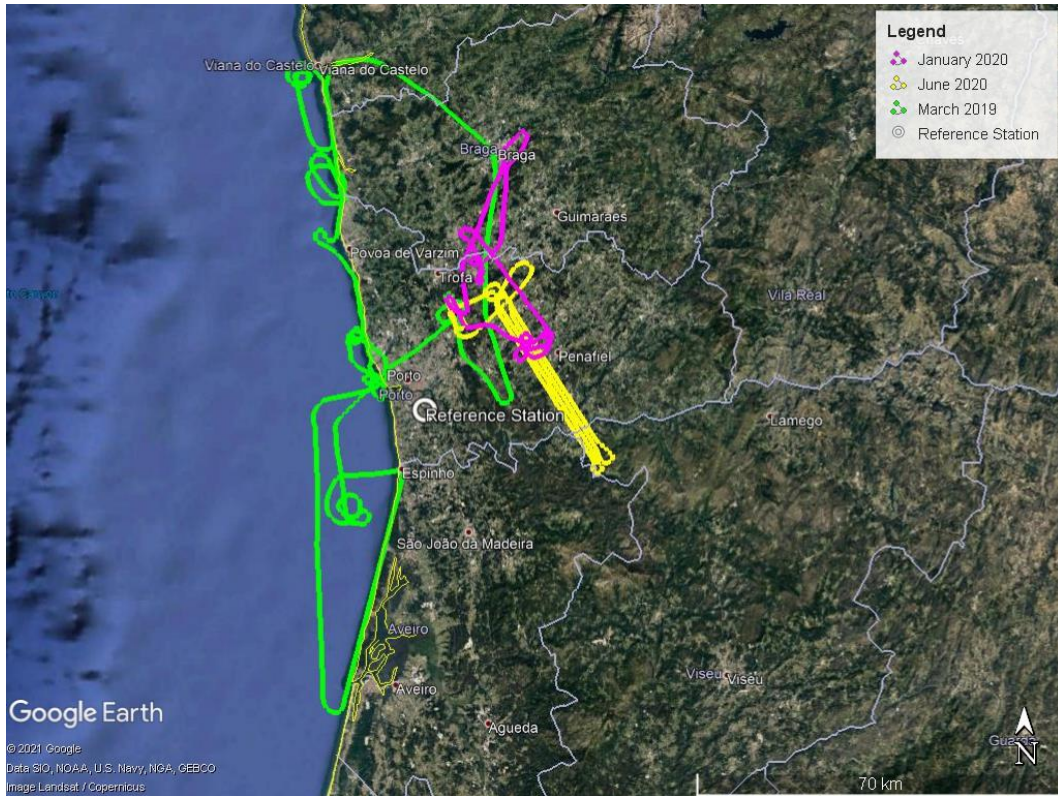 Legend
January 2020
June 2020
March 2019
Reference Station
Viana do Castelo
Viana do Castelo
Braga
Braga
Guimaraes
Povoa de Varzim
Trofa
Vila Real
Penafiel
Porto
Porto
Reference Station
Lamego
Espinho
São João da Madeira
Aveiro
Aveiro
Viseu
Viseu
Agueda
Google Earth
© 2021 Google
Data SIO, NOAA, U.S. Navy, NGA, GEBCO
Image Landsat / Copernicus
N
70 km